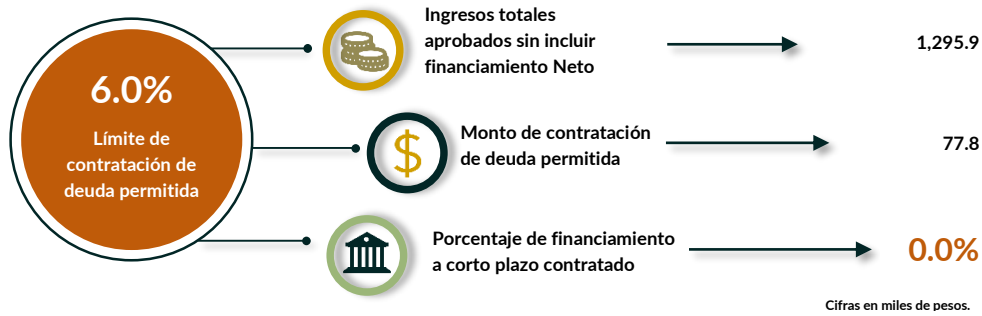 6.0%
Límite de
contratación de
deuda permitida
Ingresos totales
aprobados sin incluir
financiamiento Neto
1,295.9
$
Monto de contratación
de deuda permitida
77.8
Porcentaje de financiamiento
a corto plazo contratado
0.0%
Cifras en miles de pesos.